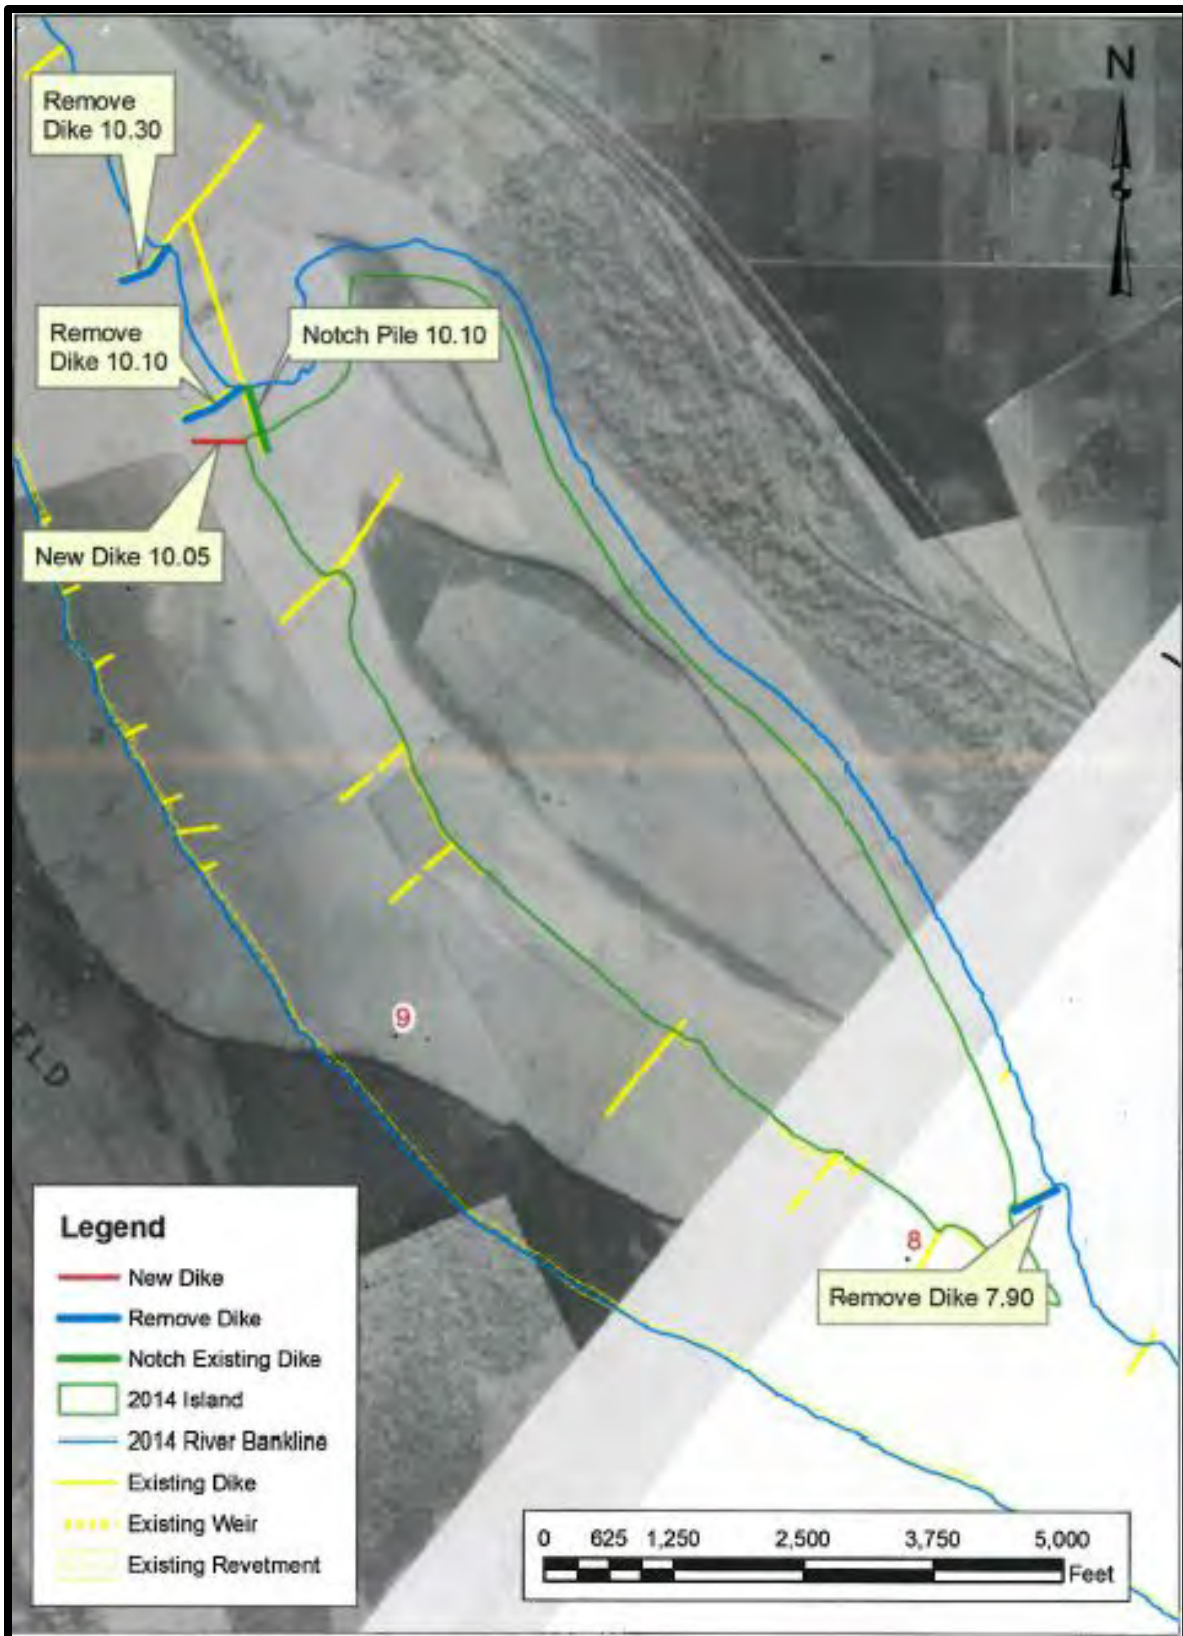 N
Remove
Dike 10.30
Remove
Dike 10.10
Notch Pile 10.10
New Dike 10.05
9
ELD
8
Remove Dike 7.90
Legend
New Dike
Remove Dike
Notch Existing Dike
2014 Island
2014 River Bankline
Existing Dike
Existing Weir
Existing Revetment
0 625 1,250 2,500 3,750 5,000
Feet